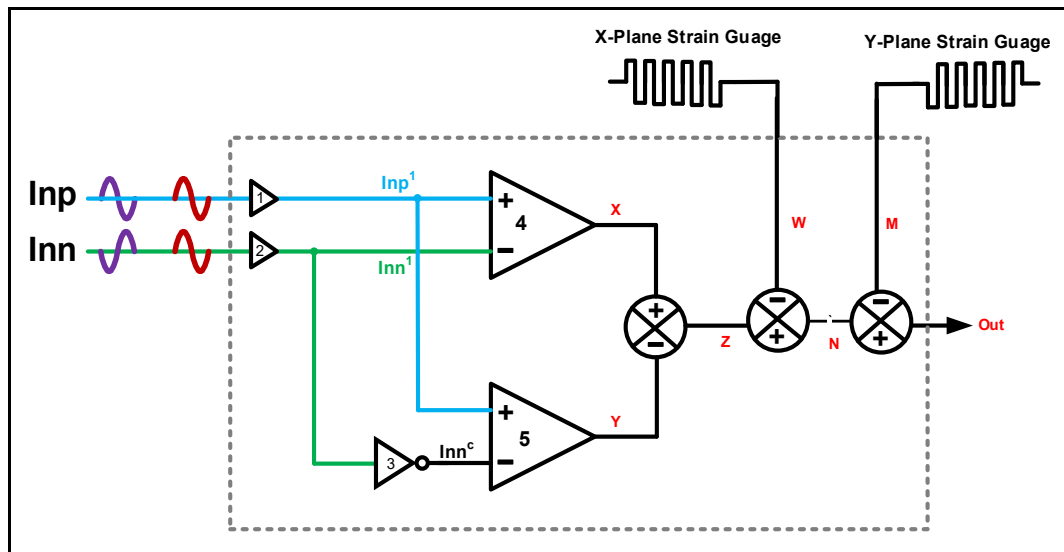 X-Plane Strain Guage
Y-Plane Strain Guage
Inp
1
Inp¹
+
4
−
X
W
M
Inn
2
Inn¹
+
−
Z
−
+
N
−
+
Out
+
5
−
Y
3
Innᶜ